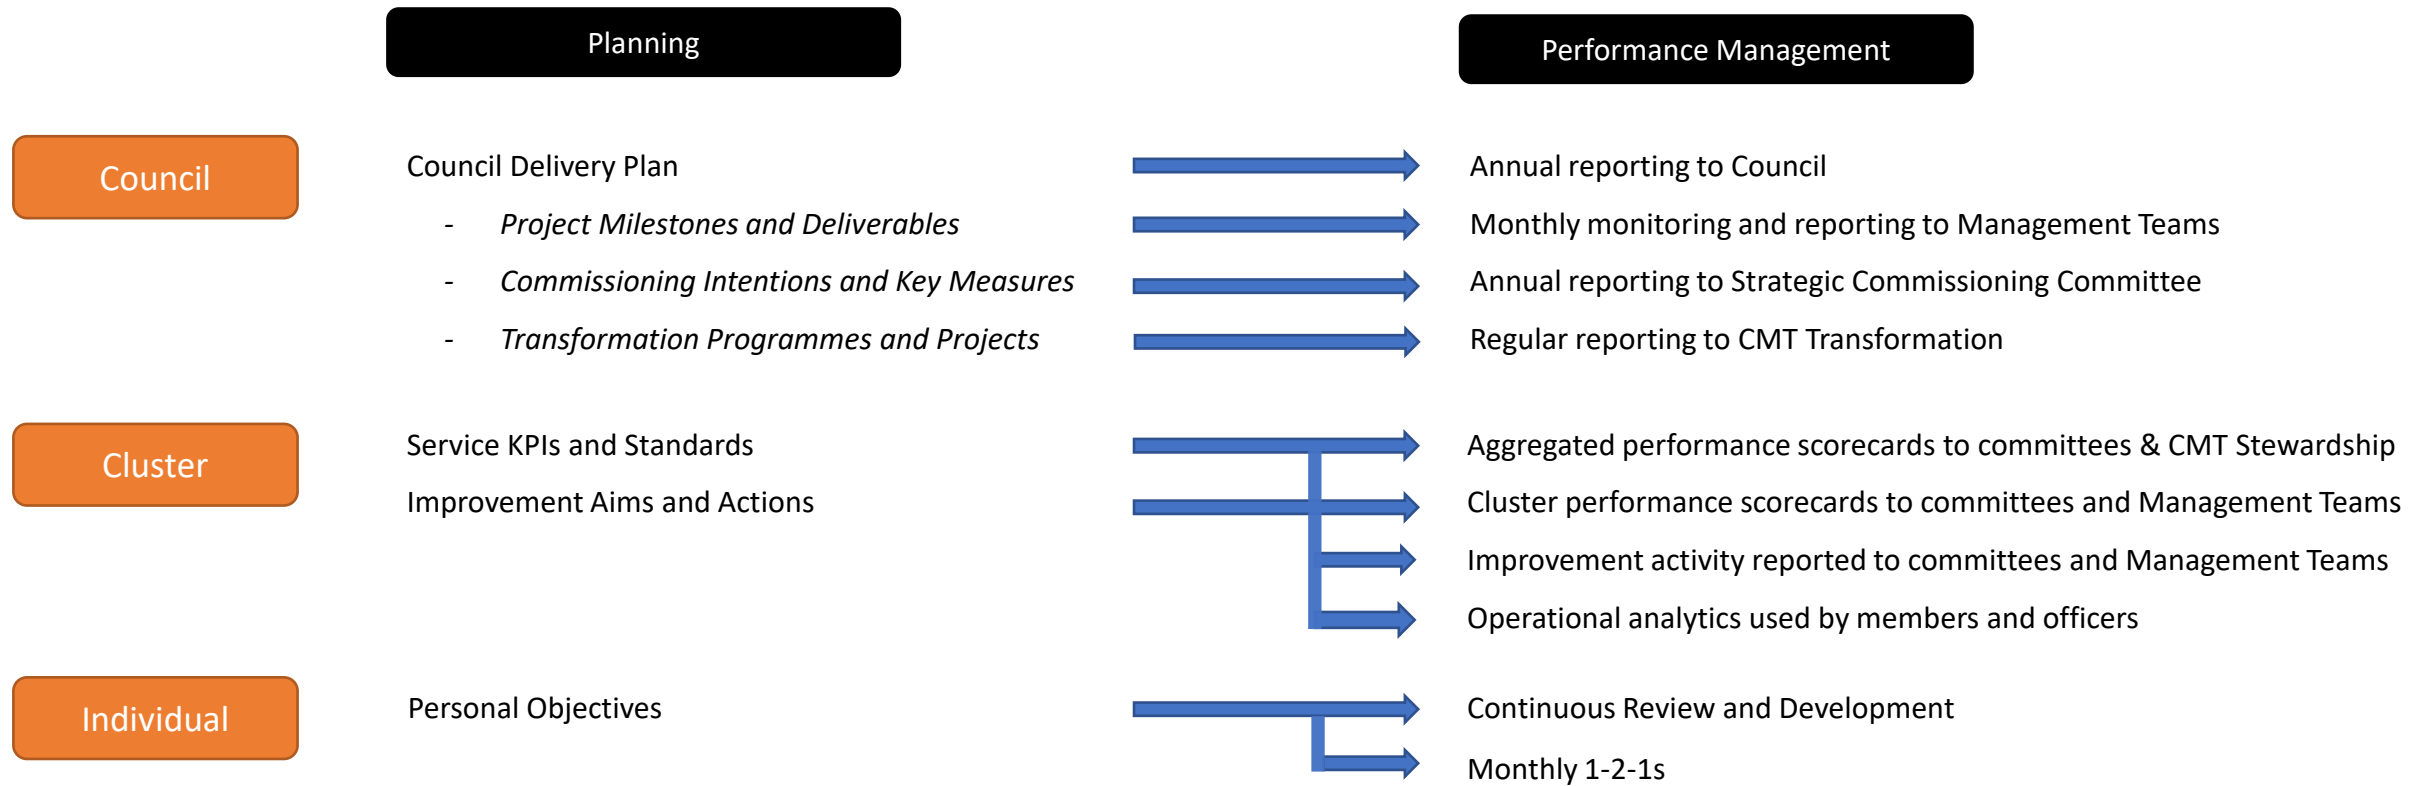 Planning
Performance Management
Council
Council Delivery Plan
Annual reporting to Council
- Project Milestones and Deliverables
Monthly monitoring and reporting to Management Teams
- Commissioning Intentions and Key Measures
Annual reporting to Strategic Commissioning Committee
- Transformation Programmes and Projects
Regular reporting to CMT Transformation
Cluster
Service KPIs and Standards
Aggregated performance scorecards to committees & CMT Stewardship
Improvement Aims and Actions
Cluster performance scorecards to committees and Management Teams
Improvement activity reported to committees and Management Teams
Operational analytics used by members and officers
Individual
Personal Objectives
Continuous Review and Development
Monthly 1-2-1s